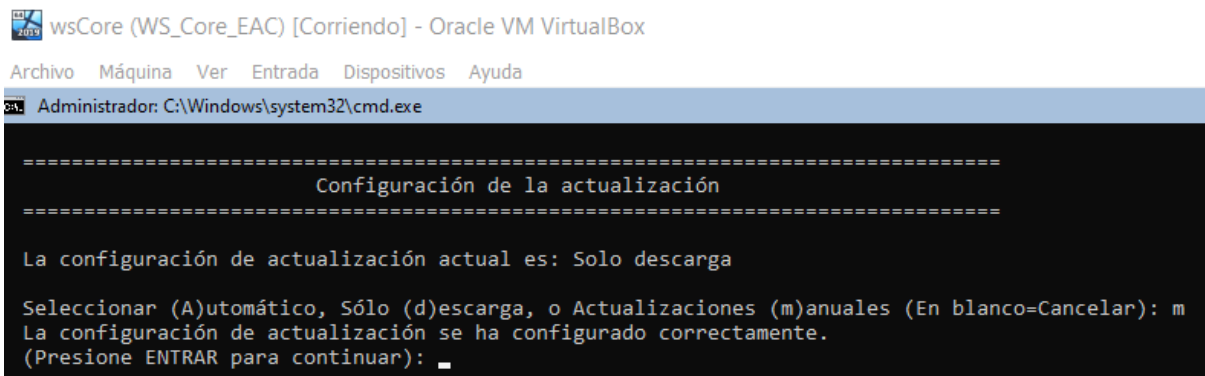 64
2019
wsCore (WS_Core_EAC) [Corriendo] - Oracle VM VirtualBox
Archivo Máquina Ver Entrada Dispositivos Ayuda
C:\. Administrador: C:\Windows\system32\cmd.exe
================================================================================
Configuración de la actualización
================================================================================
La configuración de actualización actual es: Solo descarga
Seleccionar (A)utomático, Sólo (d)escarga, o Actualizaciones (m)anuales (En blanco=Cancelar): m
La configuración de actualización se ha configurado correctamente.
(Presione ENTRAR para continuar): _